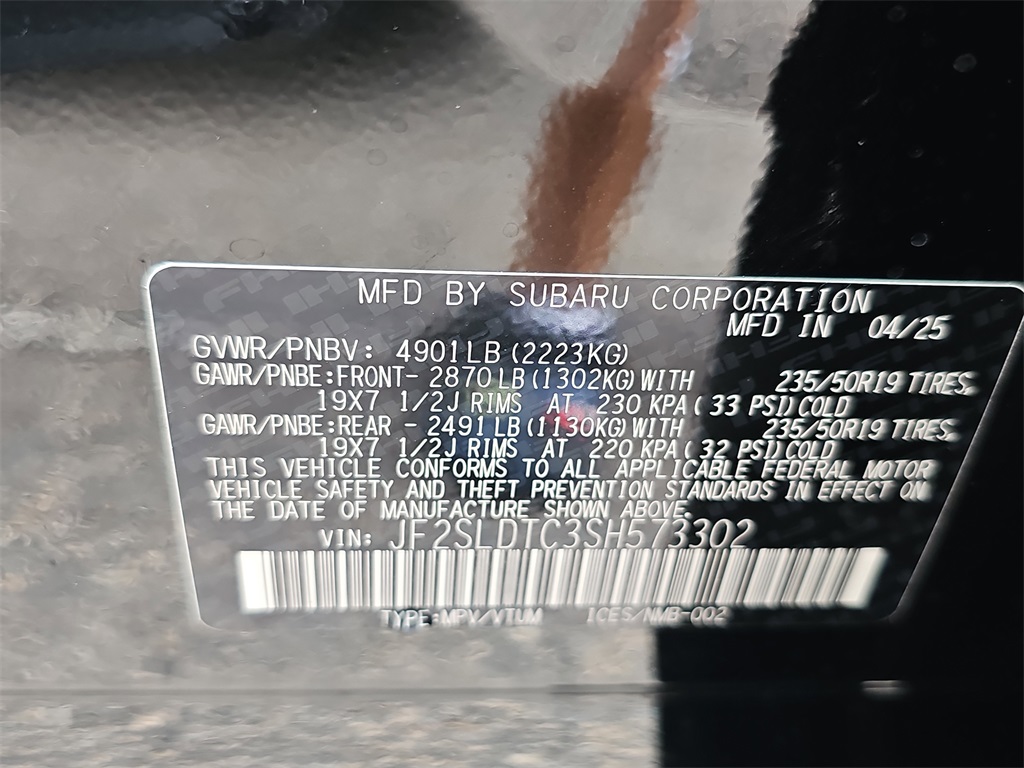 MFD BY SUBARU CORPORATION
MFD IN 04/25
GVWR/PNBV: 4901LB(2223KG)
GAWR/PNBE:FRONT- 2870LB(1302KG)WITH 235/50R19 TIRES,
19X7 1/2J RIMS AT 230 KPA( 33 PSI)COLD
GAWR/PNBE:REAR - 2491LB(1130KG)WITH 235/50R19 TIRES,
19X7 1/2J RIMS AT 220 KPA( 32 PSI)COLD
THIS VEHICLE CONFORMS TO ALL APPLICABLE FEDERAL MOTOR
VEHICLE SAFETY AND THEFT PREVENTION STANDARDS IN EFFECT ON
THE DATE OF MANUFACTURE SHOWN ABOVE.
VIN: JF2SLDTC3SH573302
TYPE:MPV/VTUM ICES/NMB-002